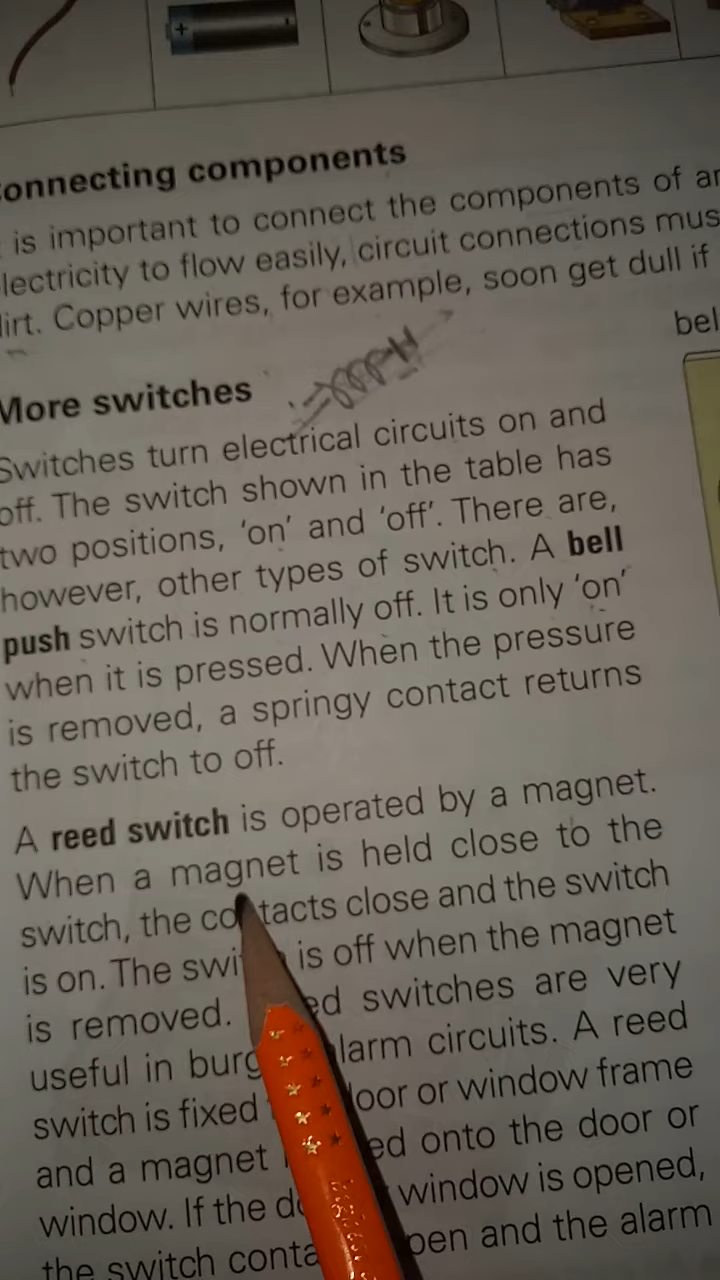 onnecting components
is important to connect the components of ar
lectricity to flow easily, circuit connections mus
irt. Copper wires, for example, soon get dull if
bel
More switches
Switches turn electrical circuits on and
off. The switch shown in the table has
two positions, ‘on’ and ‘off’. There are,
however, other types of switch. A bell
push switch is normally off. It is only ‘on’
when it is pressed. When the pressure
is removed, a springy contact returns
the switch to off.
A reed switch is operated by a magnet.
When a magnet is held close to the
switch, the co tacts close and the switch
is on. The swi is off when the magnet
is removed. ed switches are very
useful in burg larm circuits. A reed
switch is fixed oor or window frame
and a magnet ed onto the door or
window. If the d window is opened,
the switch conta pen and the alarm